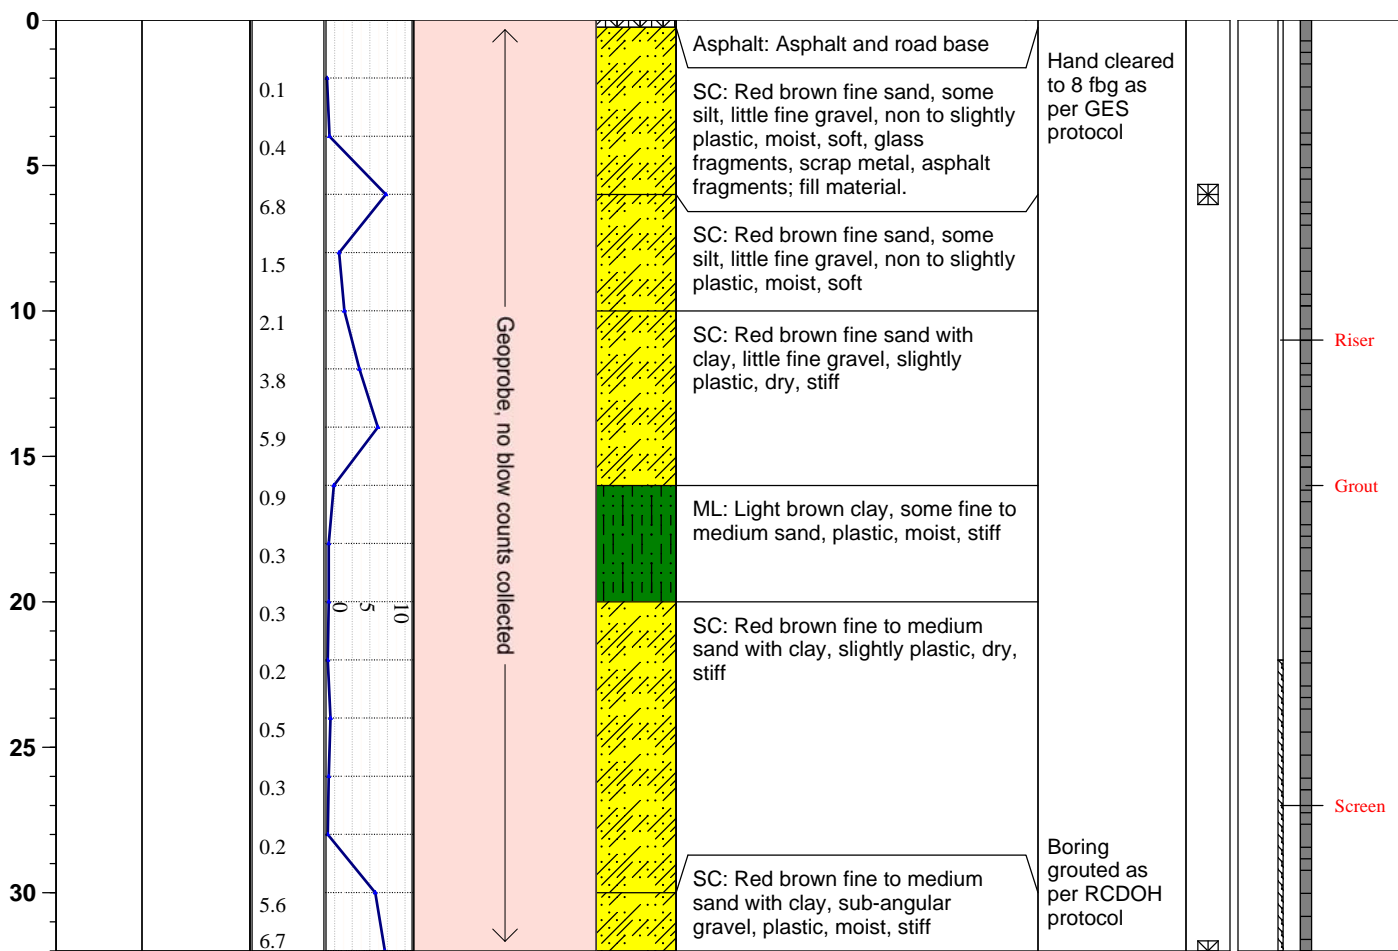 0
5
10
15
20
25
30
0.1
0.4
6.8
1.5
2.1
3.8
5.9
0.9
0.3
0.3
0.2
0.5
0.3
0.2
5.6
6.7
0
5
10
Geoprobe, no blow counts collected
Asphalt: Asphalt and road base
SC: Red brown fine sand, some
silt, little fine gravel, non to slightly
plastic, moist, soft, glass
fragments, scrap metal, asphalt
fragments; fill material.
SC: Red brown fine sand, some
silt, little fine gravel, non to slightly
plastic, moist, soft
SC: Red brown fine sand with
clay, little fine gravel, slightly
plastic, dry, stiff
ML: Light brown clay, some fine to
medium sand, plastic, moist, stiff
SC: Red brown fine to medium
sand with clay, slightly plastic, dry,
stiff
SC: Red brown fine to medium
sand with clay, sub-angular
gravel, plastic, moist, stiff
Hand cleared
to 8 fbg as
per GES
protocol
Boring
grouted as
per RCDOH
protocol
Riser
Grout
Screen